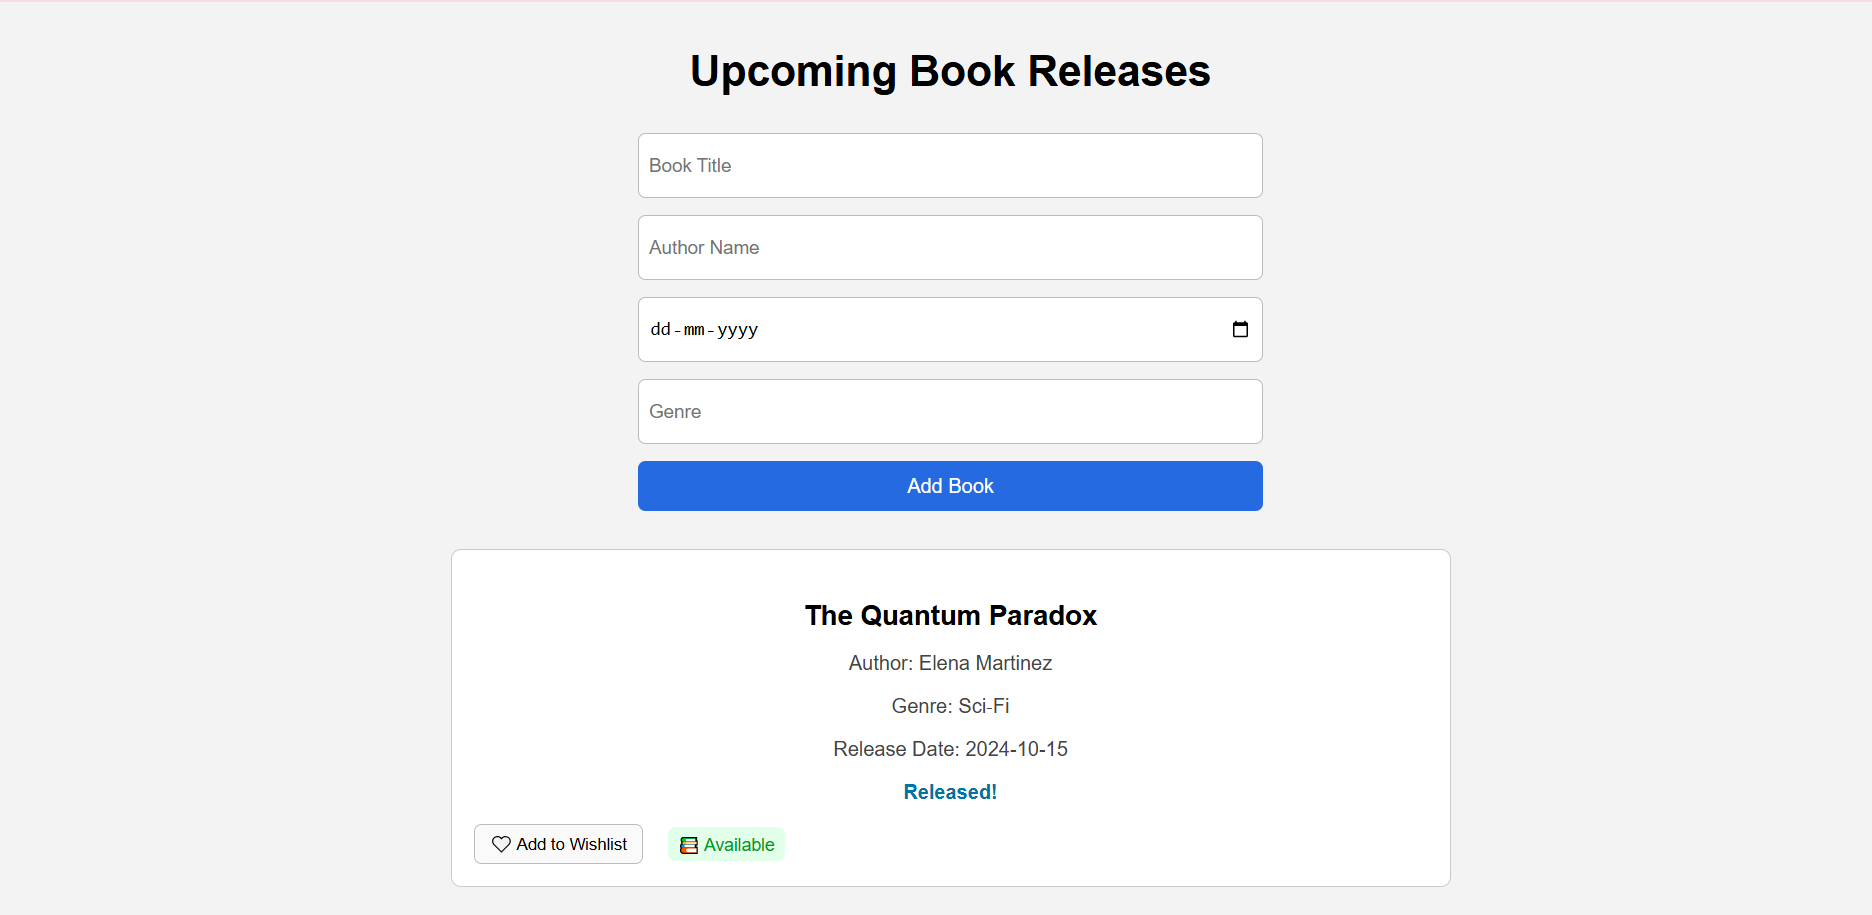 Upcoming Book Releases
Book Title
Author Name
dd-mm-yyyy
Genre
Add Book
The Quantum Paradox
Author: Elena Martinez
Genre: Sci-Fi
Release Date: 2024-10-15
Released!
Add to Wishlist Available